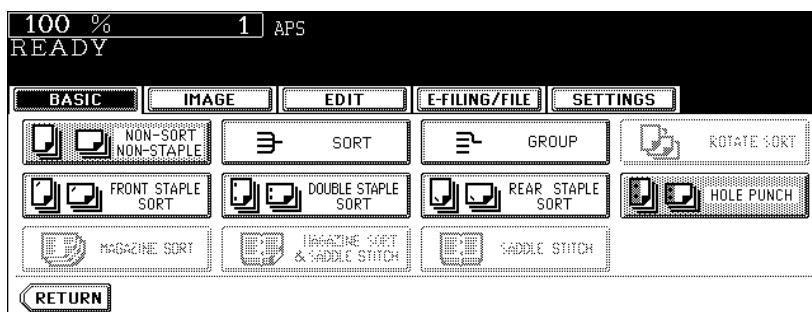 100 % 1 APS
READY
BASIC IMAGE EDIT E-FILING/FILE SETTINGS
NON-SORT
NON-STAPLE
SORT
GROUP
ROTATE SORT
FRONT STAPLE
SORT
DOUBLE STAPLE
SORT
REAR STAPLE
SORT
HOLE PUNCH
MAGAZINE SORT
MAGAZINE SORT
& SADDLE STITCH
SADDLE STITCH
RETURN